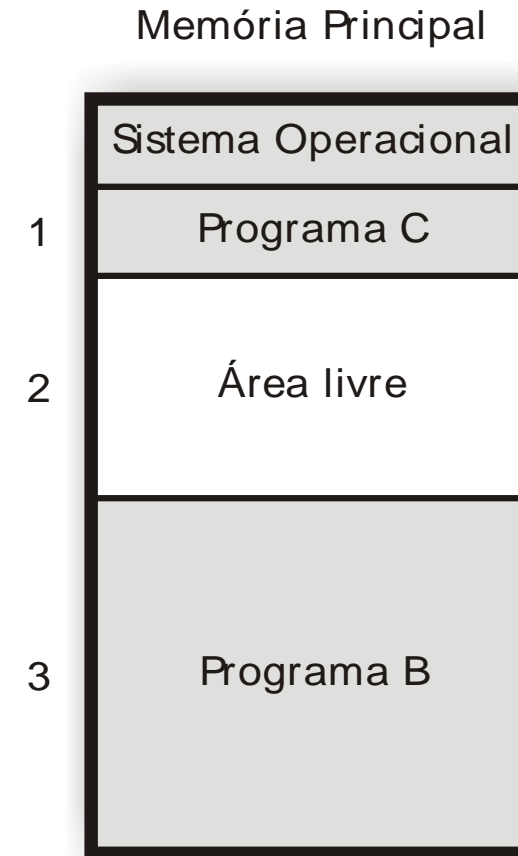 Memória Principal
Sistema Operacional
1 Programa C
2 Área livre
3 Programa B